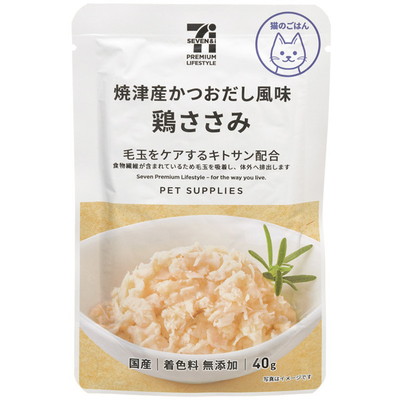 猫のごはん
7i
SEVEN&i
PREMIUM
LIFESTYLE
焼津産かつおだし風味
鶏ささみ
毛玉をケアするキトサン配合
食物繊維が含まれているため毛玉を吸着し、体外へ排出します
Seven Premium Lifestyle – for the way you live.
PET SUPPLIES
国産 | 着色料 無添加 | 40g
写真はイメージです